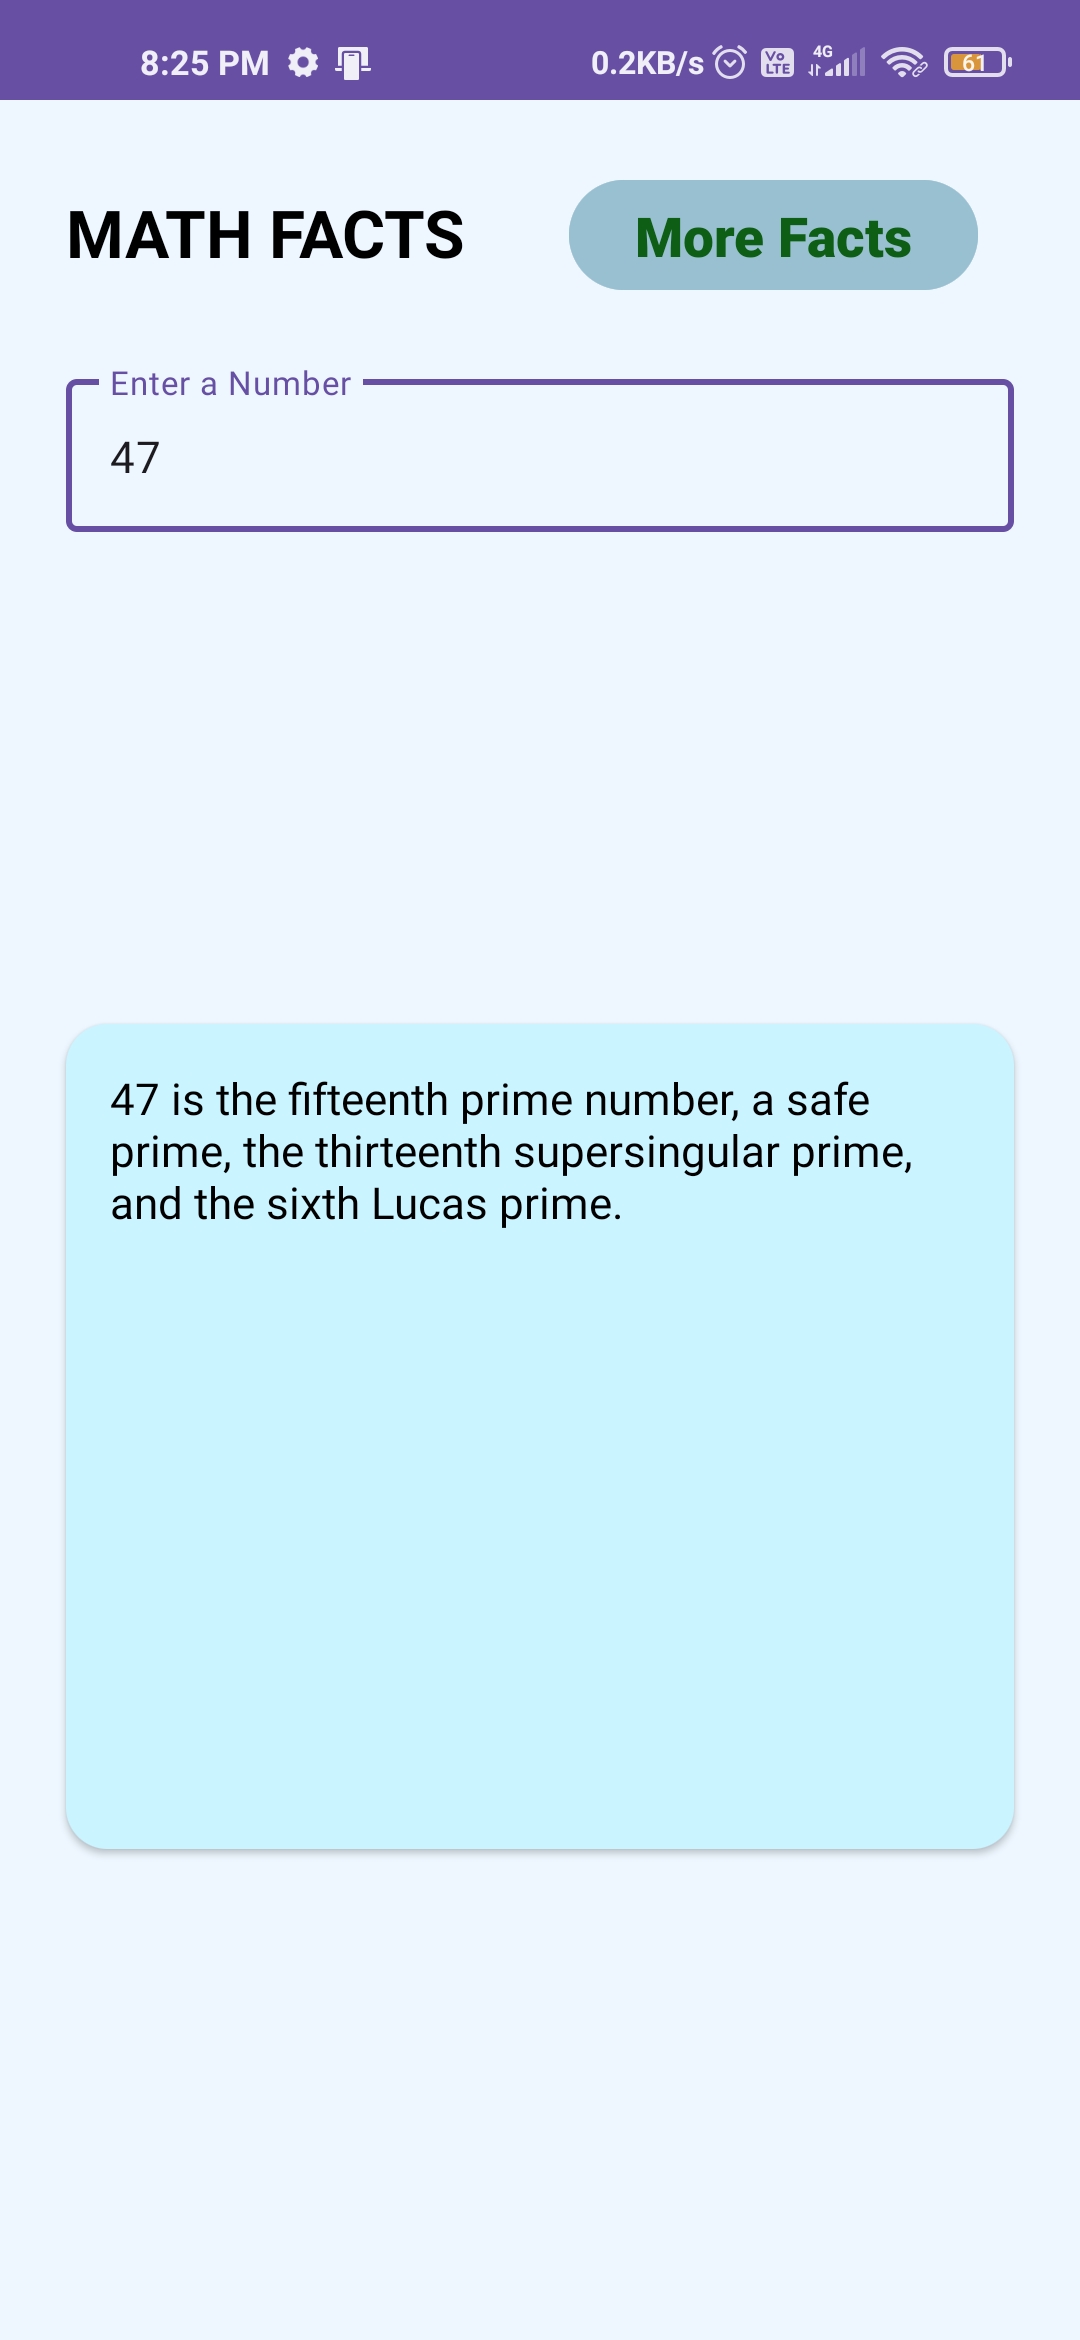 8:25 PM 0.2KB/s Vo LTE 4G 61
MATH FACTS More Facts
Enter a Number
47
47 is the fifteenth prime number, a safe
prime, the thirteenth supersingular prime,
and the sixth Lucas prime.